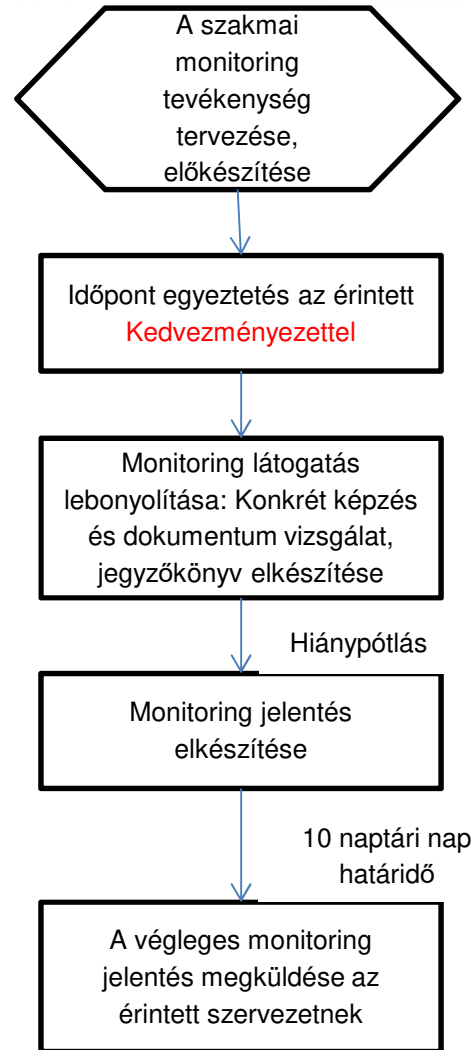 A szakmai
monitoring
tevékenység
tervezése,
előkészítése
Időpont egyeztetés az érintett
Kedvezményezettel
Monitoring látogatás
lebonyolítása: Konkrét képzés
és dokumentum vizsgálat,
jegyzőkönyv elkészítése
Hiánypótlás
Monitoring jelentés
elkészítése
10 naptári nap
határidő
A végleges monitoring
jelentés megküldése az
érintett szervezetnek